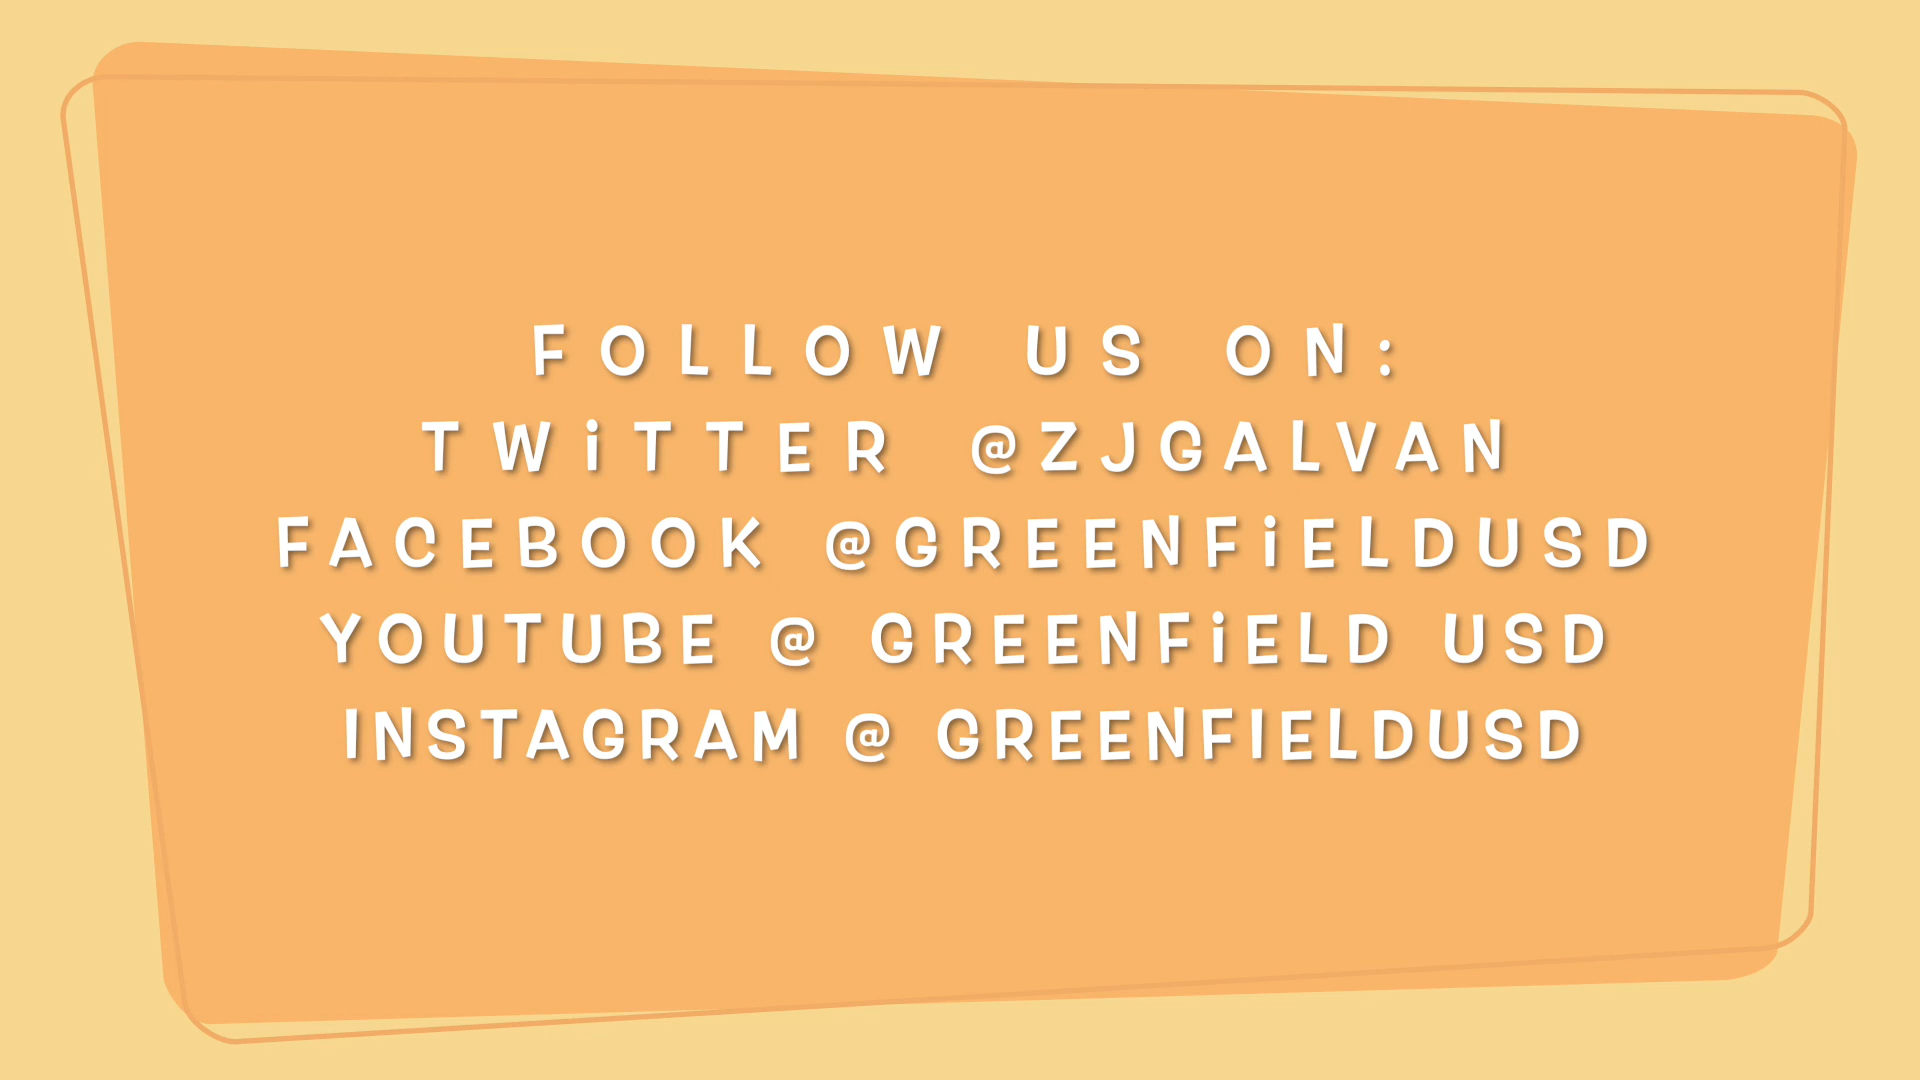 FOLLOW US ON:
TWiTTER @ZJGALVAN
FACEBOOK @GREENFiELDUSD
YOUTUBE @ GREENFiELD USD
INSTAGRAM @ GREENFIELDUSD